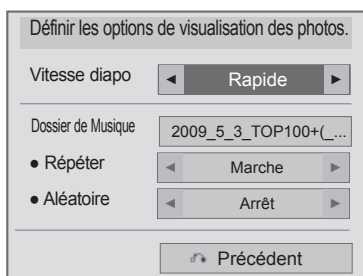 Définir les options de visualisation des photos.
Vitesse diapo ◄ Rapide ►
Dossier de Musique 2009_5_3_TOP100+(_...
● Répéter ◄ Marche ►
● Aléatoire ◄ Arrêt ►
Précédent